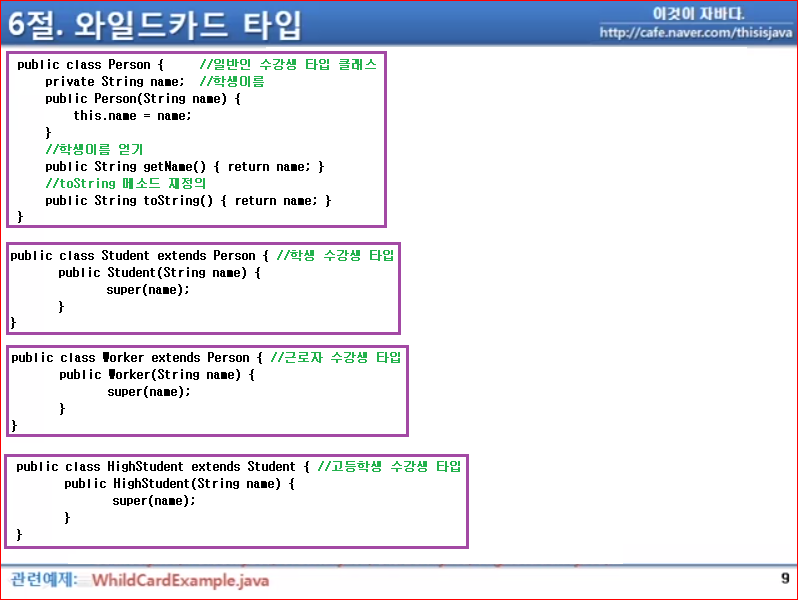 6절. 와일드카드 타입
이것이 자바다.
http://cafe.naver.com/thisisjava
public class Person { //일반인 수강생 타입 클래스
private String name; //학생이름
public Person(String name) {
this.name = name;
}
//학생이름 얻기
public String getName() { return name; }
//toString 메소드 재정의
public String toString() { return name; }
}
public class Student extends Person { //학생 수강생 타입
public Student(String name) {
super(name);
}
}
public class Worker extends Person { //근로자 수강생 타입
public Worker(String name) {
super(name);
}
}
public class HighStudent extends Student { //고등학생 수강생 타입
public HighStudent(String name) {
super(name);
}
}
관련예제: WhildCardExample.java
9